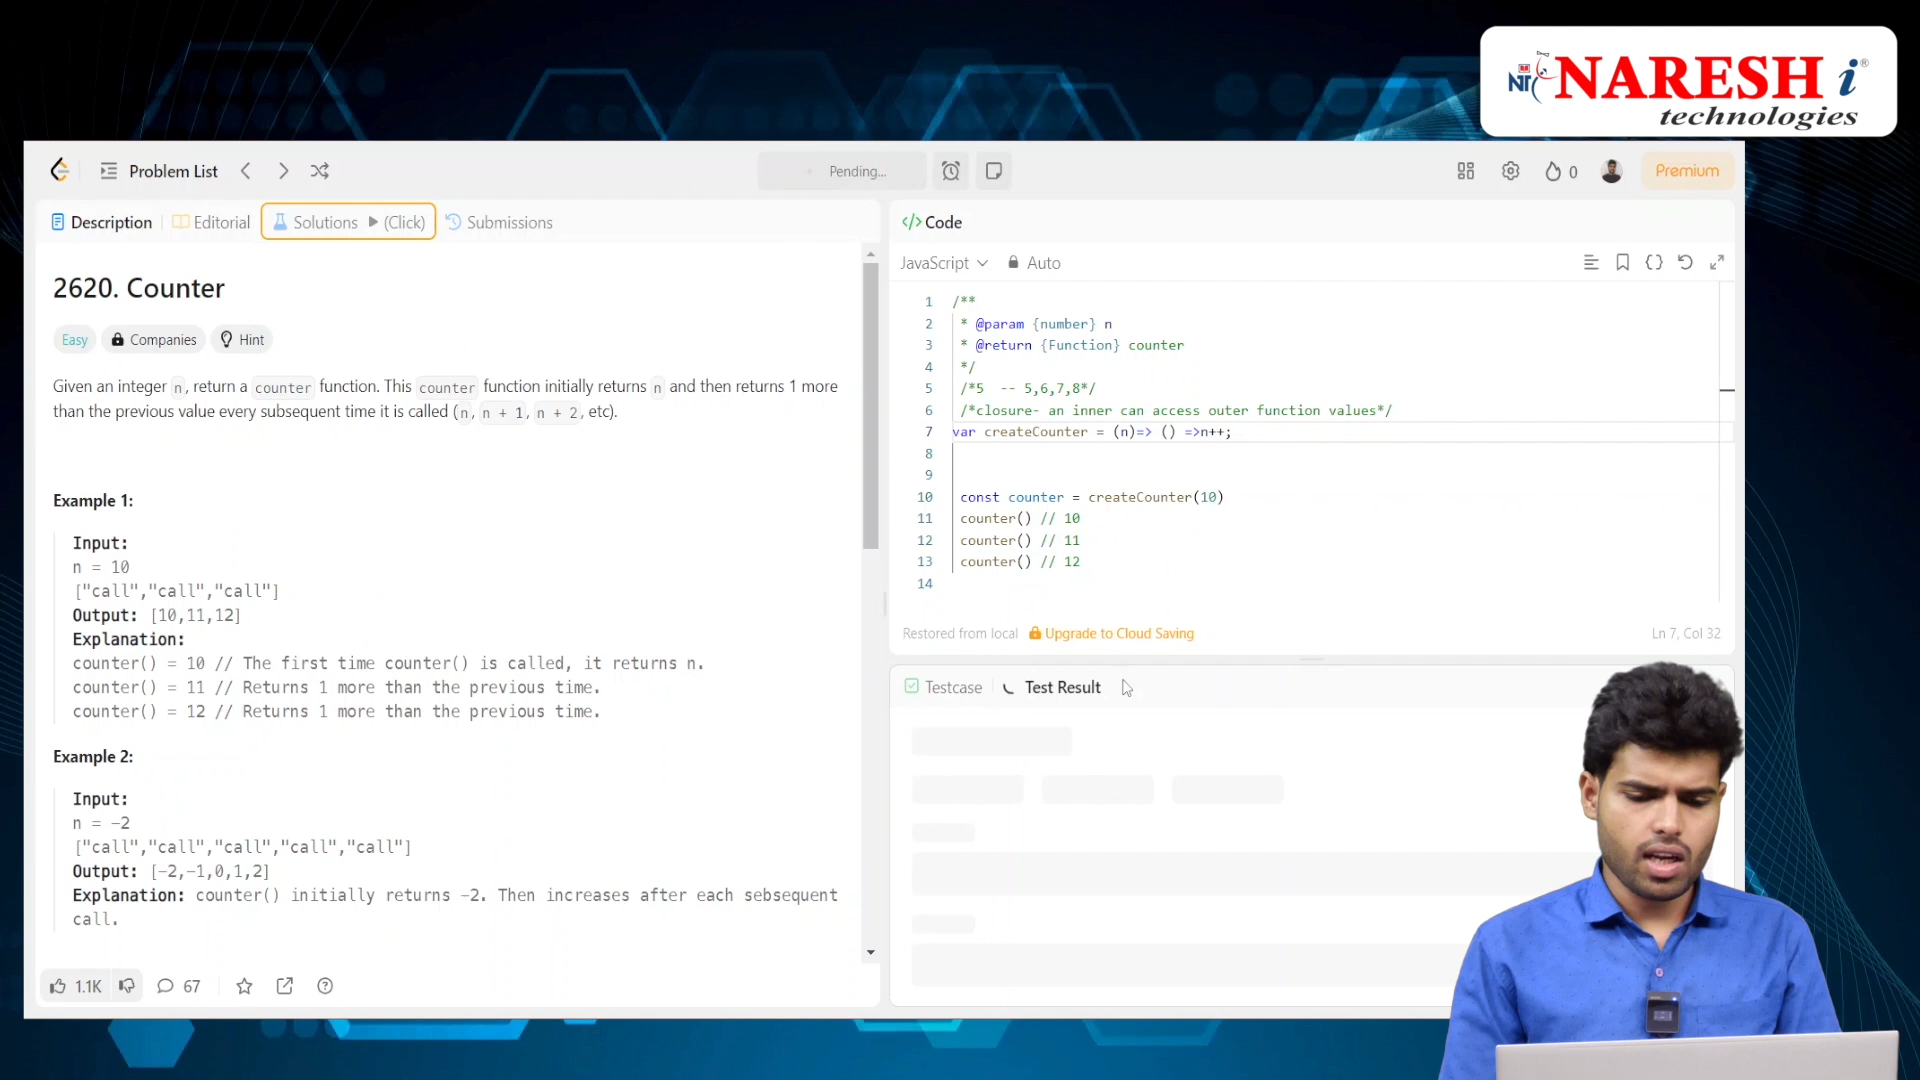 NARESH i®
NT
technologies
Problem List
Pending...
0
Premium
Description
Editorial
Solutions ▶ (Click)
Submissions
2620. Counter
Easy
Companies
Hint
Given an integer n, return a counter function. This counter function initially returns n and then returns 1 more
than the previous value every subsequent time it is called (n, n + 1, n + 2, etc).
Example 1:
Input:
n = 10
["call","call","call"]
Output: [10,11,12]
Explanation:
counter() = 10 // The first time counter() is called, it returns n.
counter() = 11 // Returns 1 more than the previous time.
counter() = 12 // Returns 1 more than the previous time.
Example 2:
Input:
n = -2
["call","call","call","call","call"]
Output: [-2,-1,0,1,2]
Explanation: counter() initially returns -2. Then increases after each sebsequent
call.
1.1K
67
</> Code
JavaScript
Auto
1 /**
2 * @param {number} n
3 * @return {Function} counter
4 */
5 /*5 -- 5,6,7,8*/
6 /*closure- an inner can access outer function values*/
7 var createCounter = (n)=> () =>n++;
8
9
10 const counter = createCounter(10)
11 counter() // 10
12 counter() // 11
13 counter() // 12
14
Restored from local
Upgrade to Cloud Saving
Ln 7, Col 32
Testcase
Test Result